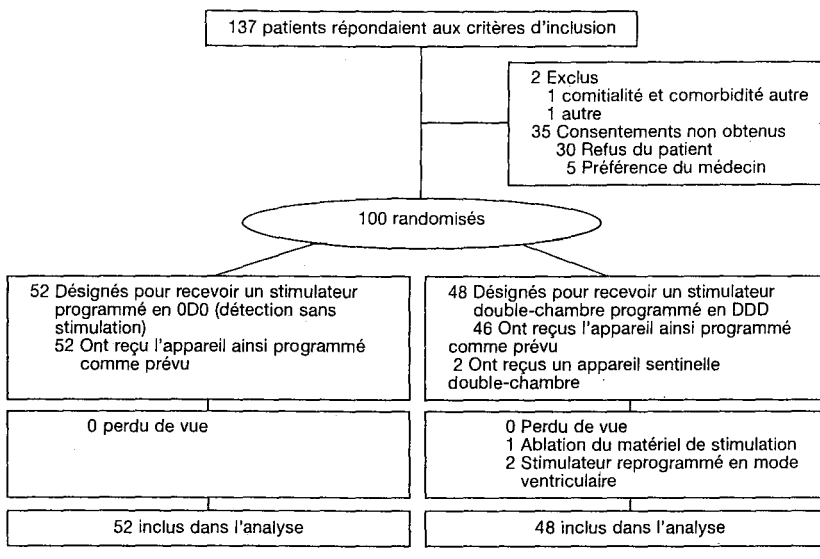 137 patients répondaient aux critères d'inclusion
2 Exclus
1 comitialité et comorbidité autre
1 autre
35 Consentements non obtenus
30 Refus du patient
5 Préférence du médecin
100 randomisés
52 Désignés pour recevoir un stimulateur
programmé en 0D0 (détection sans
stimulation)
52 Ont reçu l'appareil ainsi programmé
comme prévu
48 Désignés pour recevoir un stimulateur
double-chambre programmé en DDD
46 Ont reçus l'appareil ainsi programmé
comme prévu
2 Ont reçus un appareil sentinelle
double-chambre
0 perdu de vue
0 Perdu de vue
1 Ablation du matériel de stimulation
2 Stimulateur reprogrammé en mode
ventriculaire
52 inclus dans l'analyse
48 inclus dans l'analyse